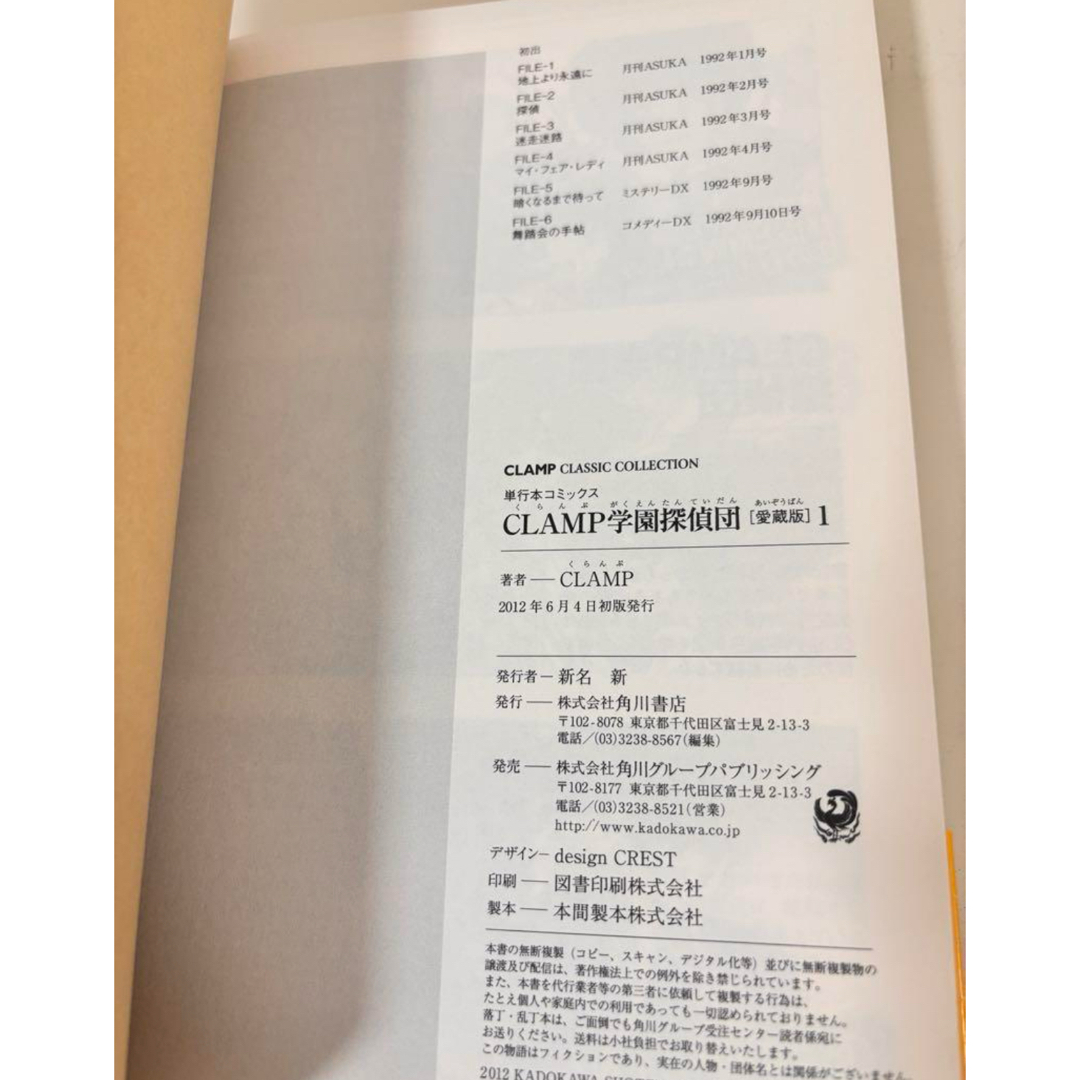 初出
FILE-1
地上より永遠に 月刊ASUKA 1992年1月号
FILE-2
探偵 月刊ASUKA 1992年2月号
FILE-3
迷走迷路 月刊ASUKA 1992年3月号
FILE-4
マイ・フェア・レディ 月刊ASUKA 1992年4月号
FILE-5
暗くなるまで待って ミステリーDX 1992年9月号
FILE-6
舞踏会の手帖 コメディーDX 1992年9月10日号
CLAMP CLASSIC COLLECTION
単行本コミックス
くらんぷ がくえんたんていだん あいぞうばん
CLAMP学園探偵団[愛蔵版]1
くらんぷ
著者―CLAMP
2012年6月4日初版発行
発行者―新名 新
発行―株式会社角川書店
〒102-8078 東京都千代田区富士見2-13-3
電話/(03)3238-8567(編集)
発売―株式会社角川グループパブリッシング
〒102-8177 東京都千代田区富士見2-13-3
電話/(03)3238-8521(営業)
http://www.kadokawa.co.jp
デザイン―design CREST
印刷―図書印刷株式会社
製本―本間製本株式会社
本書の無断複製(コピー、スキャン、デジタル化等)並びに無断複製物の
譲渡及び配信は、著作権法上での例外を除き禁じられています。
また、本書を代行業者等の第三者に依頼して複製する行為は、
たとえ個人や家庭内での利用であっても一切認められておりません。
落丁・乱丁本は、ご面倒でも角川グループ受注センター読者係宛に
お送りください。送料は小社負担でお取り替えいたします。
この物語はフィクションであり、実在の人物・団体名とは関係がございません。
2012 KADOKAWA